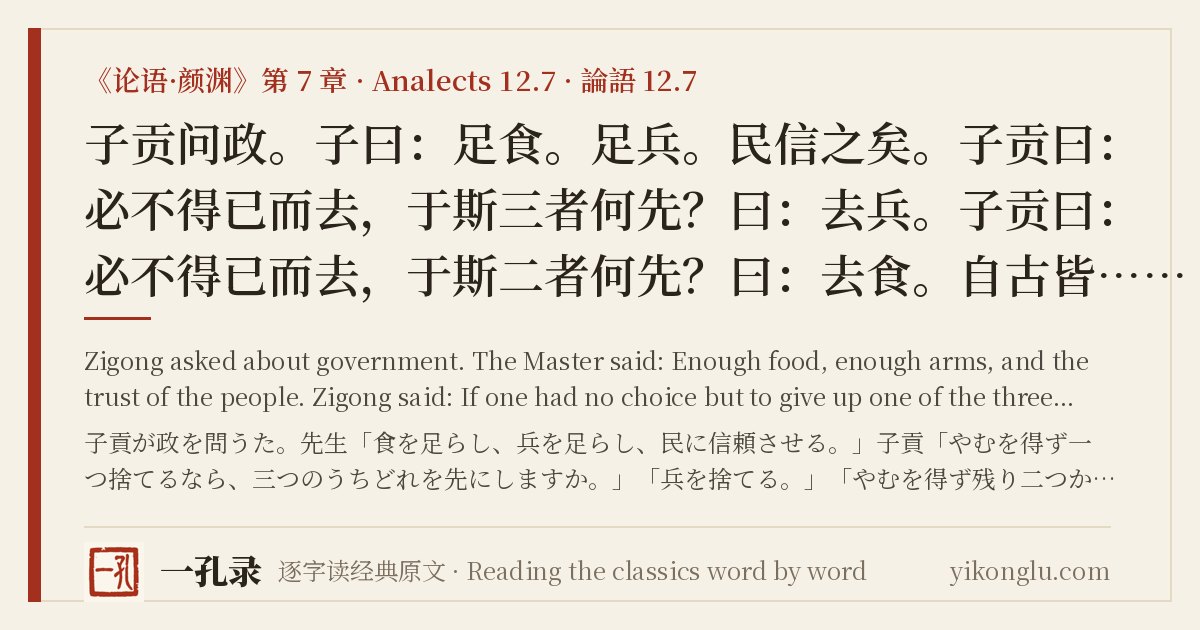 《论语·颜渊》第 7 章 · Analects 12.7 · 論語 12.7
子贡问政。子曰：足食。足兵。民信之矣。子贡曰：
必不得已而去，于斯三者何先？曰：去兵。子贡曰：
必不得已而去，于斯二者何先？曰：去食。自古皆……
Zigong asked about government. The Master said: Enough food, enough arms, and the
trust of the people. Zigong said: If one had no choice but to give up one of the three...
子貢が政を問うた。先生「食を足らし、兵を足らし、民に信頼させる。」子貢「やむを得ず一
つ捨てるなら、三つのうちどれを先にしますか。」「兵を捨てる。」「やむを得ず残り二つか…
一孔 一孔录 逐字读经典原文 · Reading the classics word by word yikonglu.com